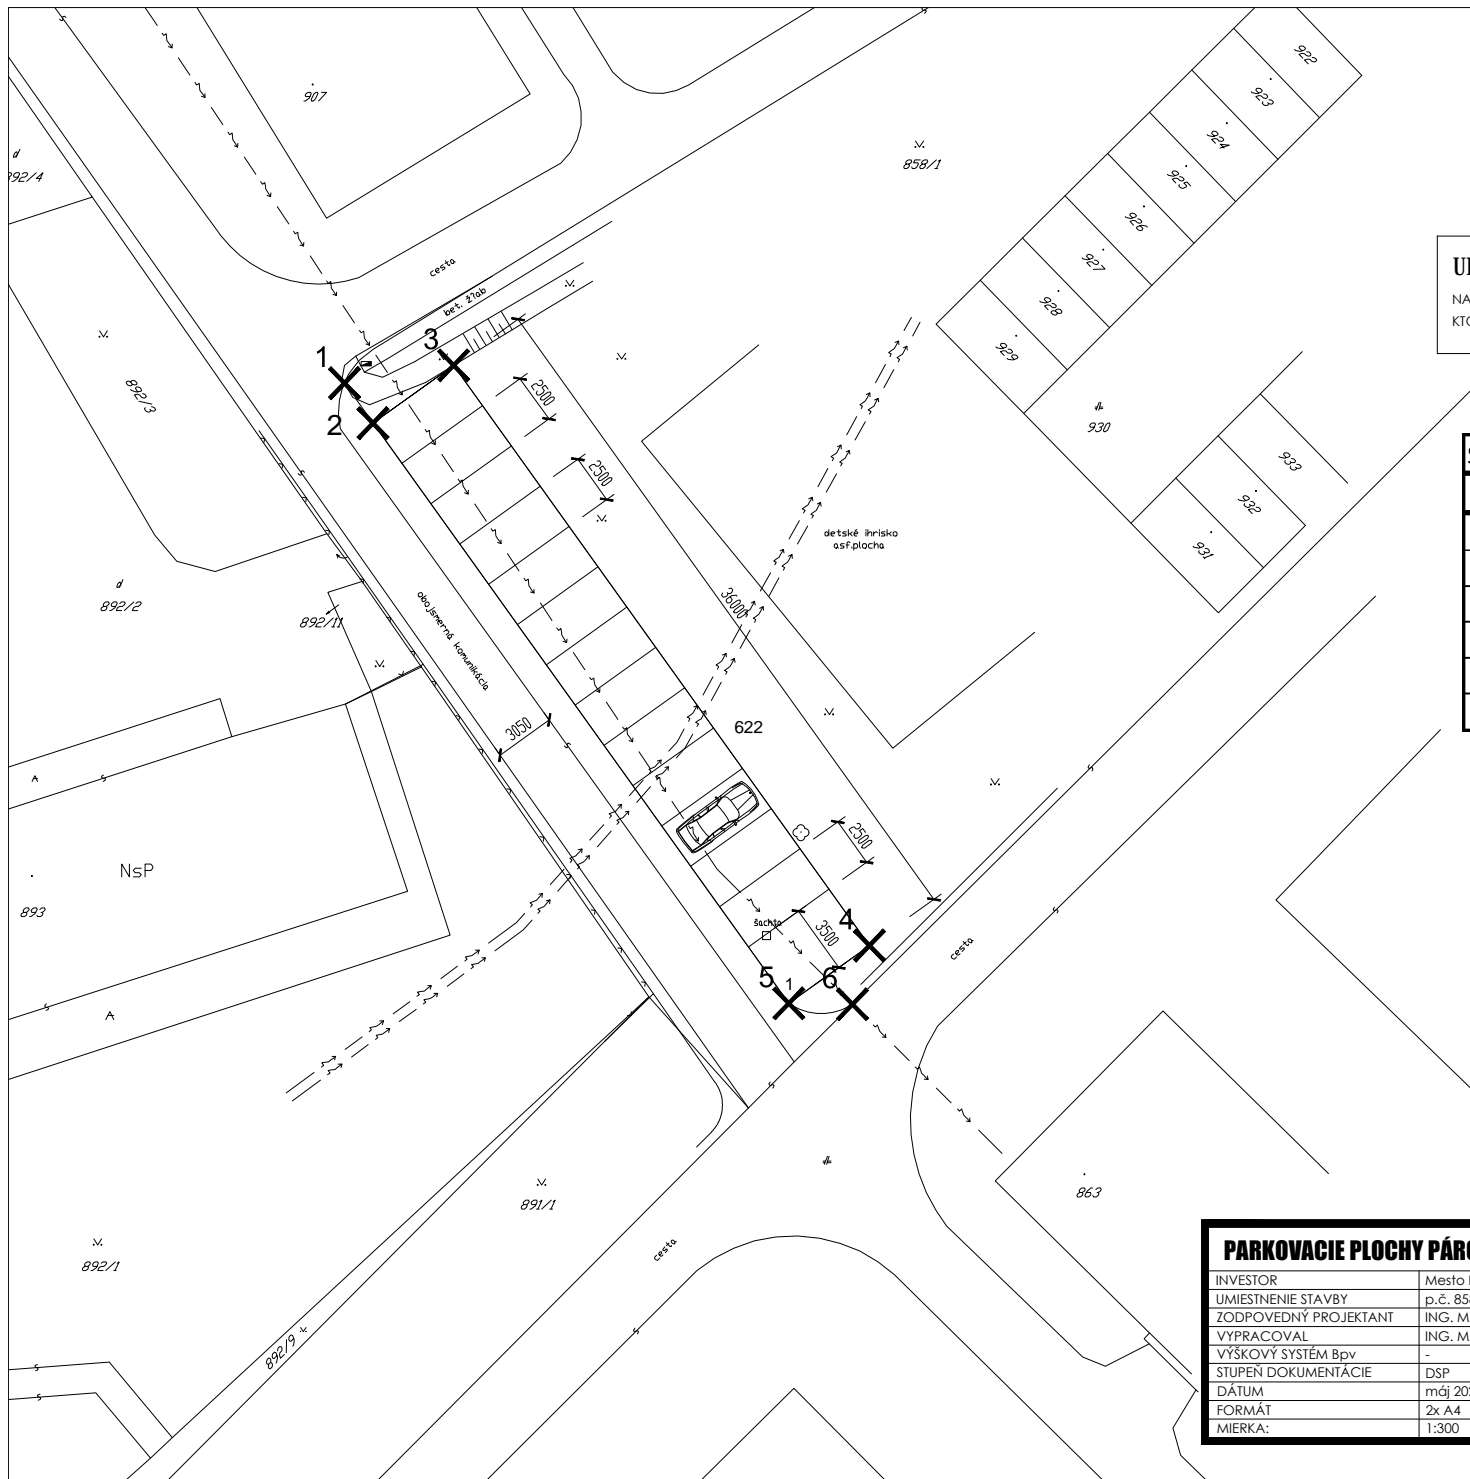 907
d
892/4
858/1
922
923
924
925
926
927
928
929
930
931
932
933
cesta
bet. žľab
1
3
2
2500
2500
892/3
d
892/2
892/11
obojsmerná komunikácia
detské ihrisko
asf.plocha
36000
3050
622
NsP
893
2500
šachta
3500
4
5
1
6
cesta
891/1
863
892/1
cesta
892/9
NA
PARKOVACIE PLOCHY
INVESTOR Mesto
UMIESTNENIE STAVBY p.č. 85
ZODPOVEDNÝ PROJEKTANT ING. M
VYPRACOVAL ING. M
VÝŠKOVÝ SYSTÉM Bpv -
STUPEŇ DOKUMENTÁCIE DSP
DÁTUM máj 20
FORMÁT 2x A4
MIERKA: 1:300